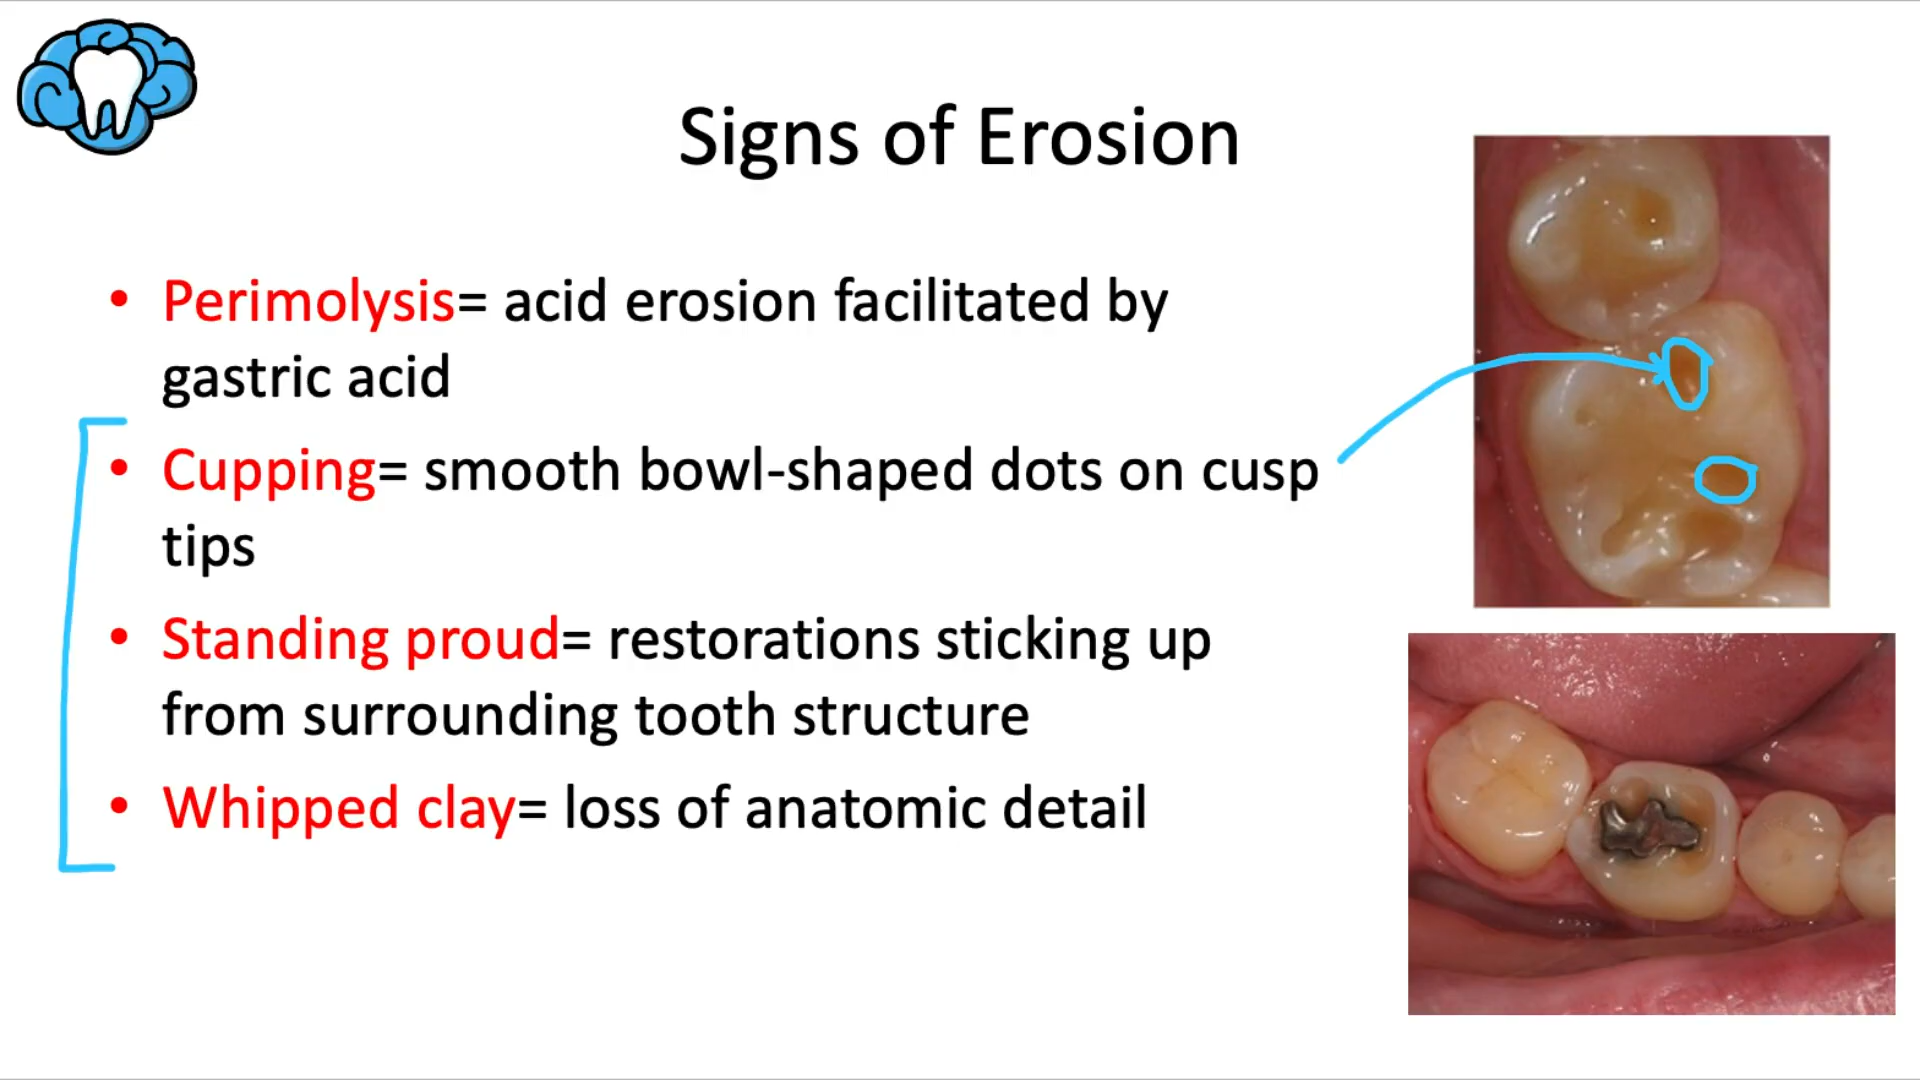 Signs of Erosion
• Perimolysis= acid erosion facilitated by
gastric acid
• Cupping= smooth bowl-shaped dots on cusp
tips
• Standing proud= restorations sticking up
from surrounding tooth structure
• Whipped clay= loss of anatomic detail